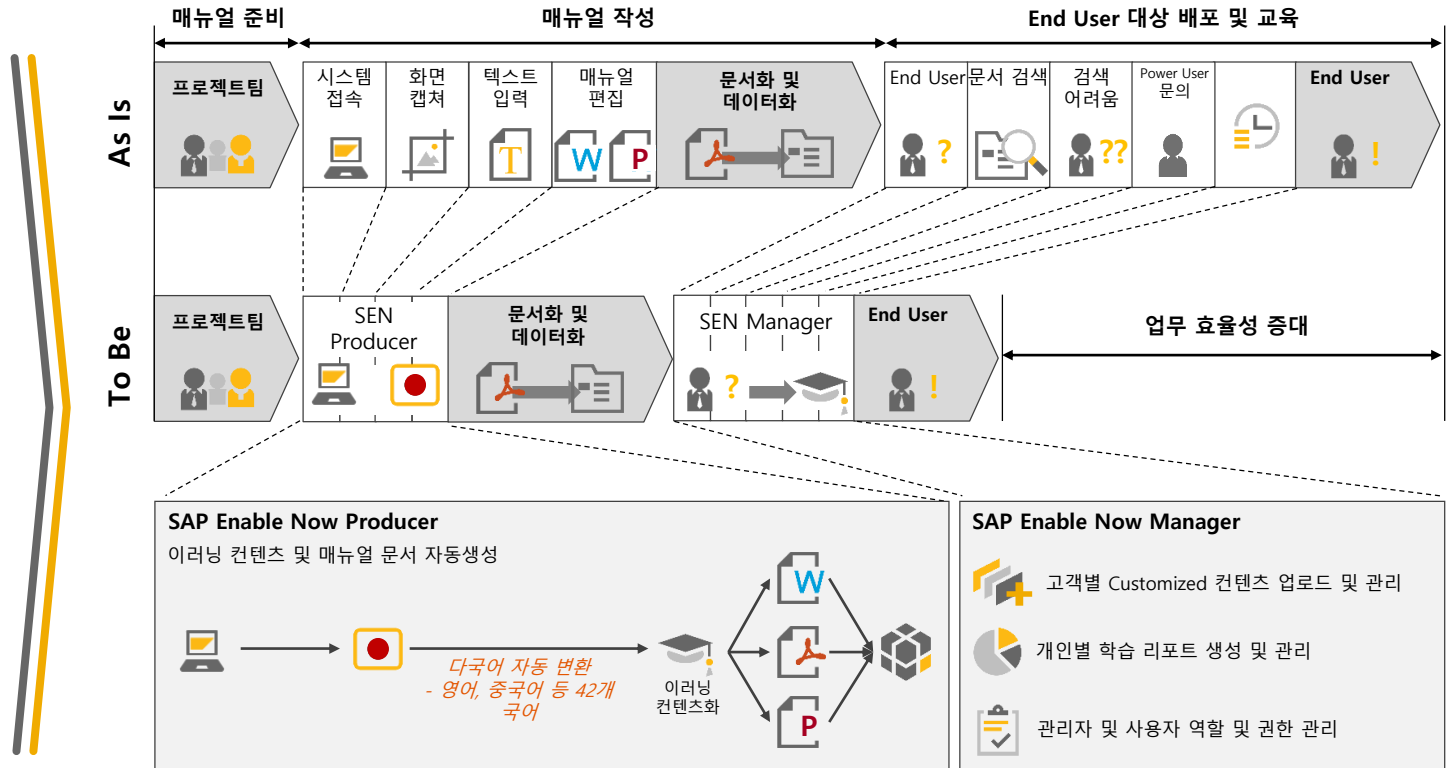 매뉴얼 준비
매뉴얼 작성
End User 대상 배포 및 교육
As Is
프로젝트팀
시스템
접속
화면
캡쳐
텍스트
입력
T
매뉴얼
편집
W
P
문서화 및
데이터화
End User
?
문서 검색
검색
어려움
??
Power User
문의
End User
!
To Be
프로젝트팀
SEN
Producer
문서화 및
데이터화
SEN Manager
?
End User
!
업무 효율성 증대
SAP Enable Now Producer
이러닝 컨텐츠 및 매뉴얼 문서 자동생성
다국어 자동 변환
- 영어, 중국어 등 42개
국어
이러닝
컨텐츠화
W
P
SAP Enable Now Manager
고객별 Customized 컨텐츠 업로드 및 관리
개인별 학습 리포트 생성 및 관리
관리자 및 사용자 역할 및 권한 관리